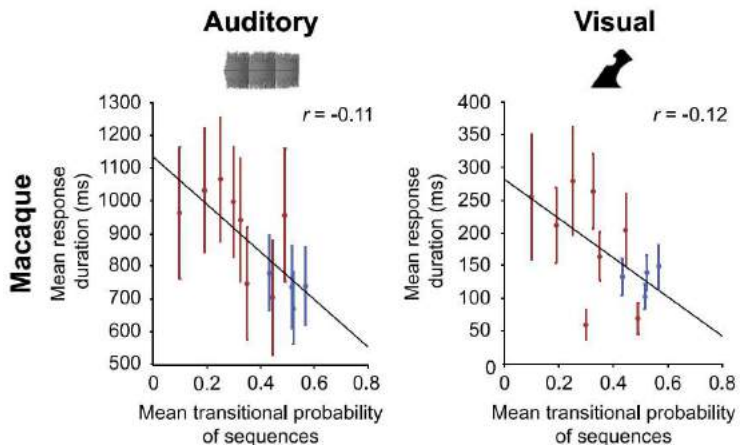 Auditory
Visual
Macaque
Mean response
duration (ms)
1300
1200
1100
1000
900
800
700
600
500
r = -0.11
0
0.2
0.4
0.6
0.8
Mean transitional probability
of sequences
Mean response
duration (ms)
400
350
300
250
200
150
100
50
0
r = -0.12
0
0.2
0.4
0.6
0.8
Mean transitional probability
of sequences